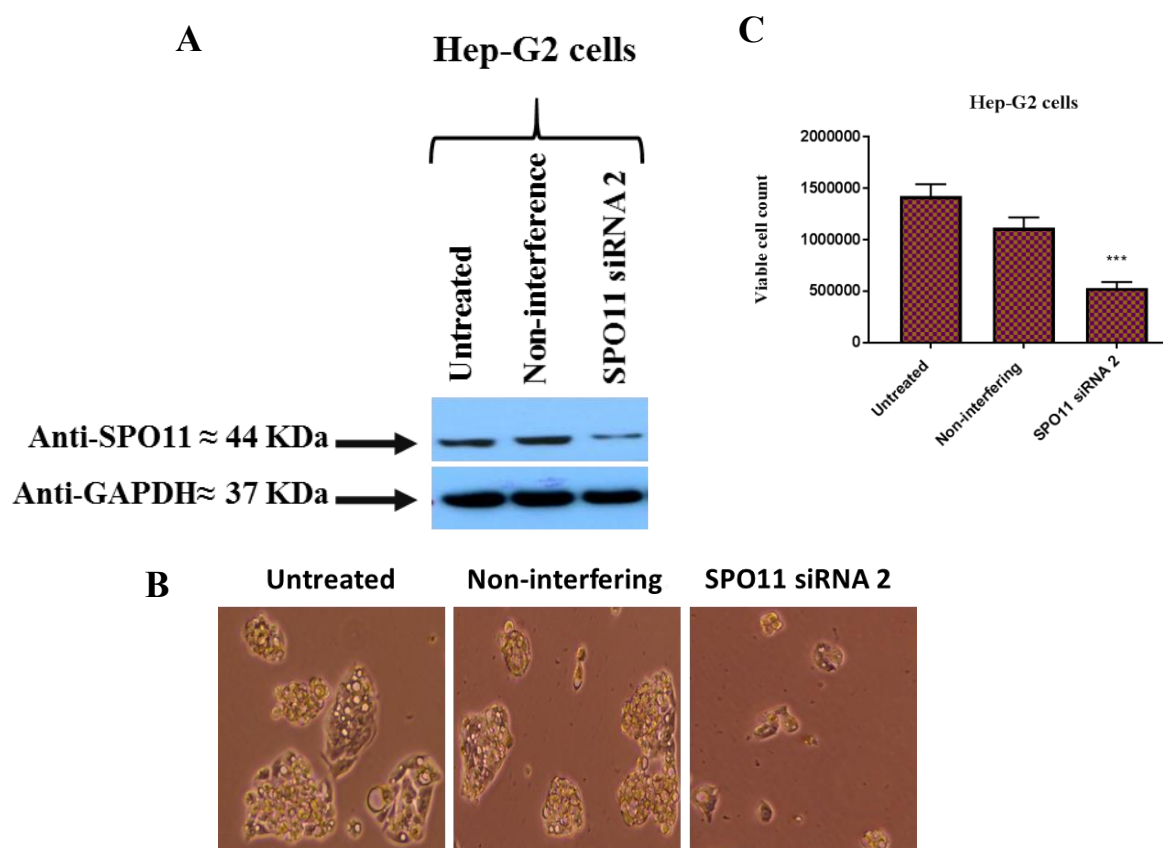 A
Hep-G2 cells
Untreated
Non-interference
SPO11 siRNA 2
Anti-SPO11 ≈ 44 KDa
Anti-GAPDH≈ 37 KDa
B
Untreated
Non-interfering
SPO11 siRNA 2
C
Hep-G2 cells
Viable cell count
2000000
1500000
1000000
500000
0
***
Untreated
Non-interfering
SPO11 siRNA 2